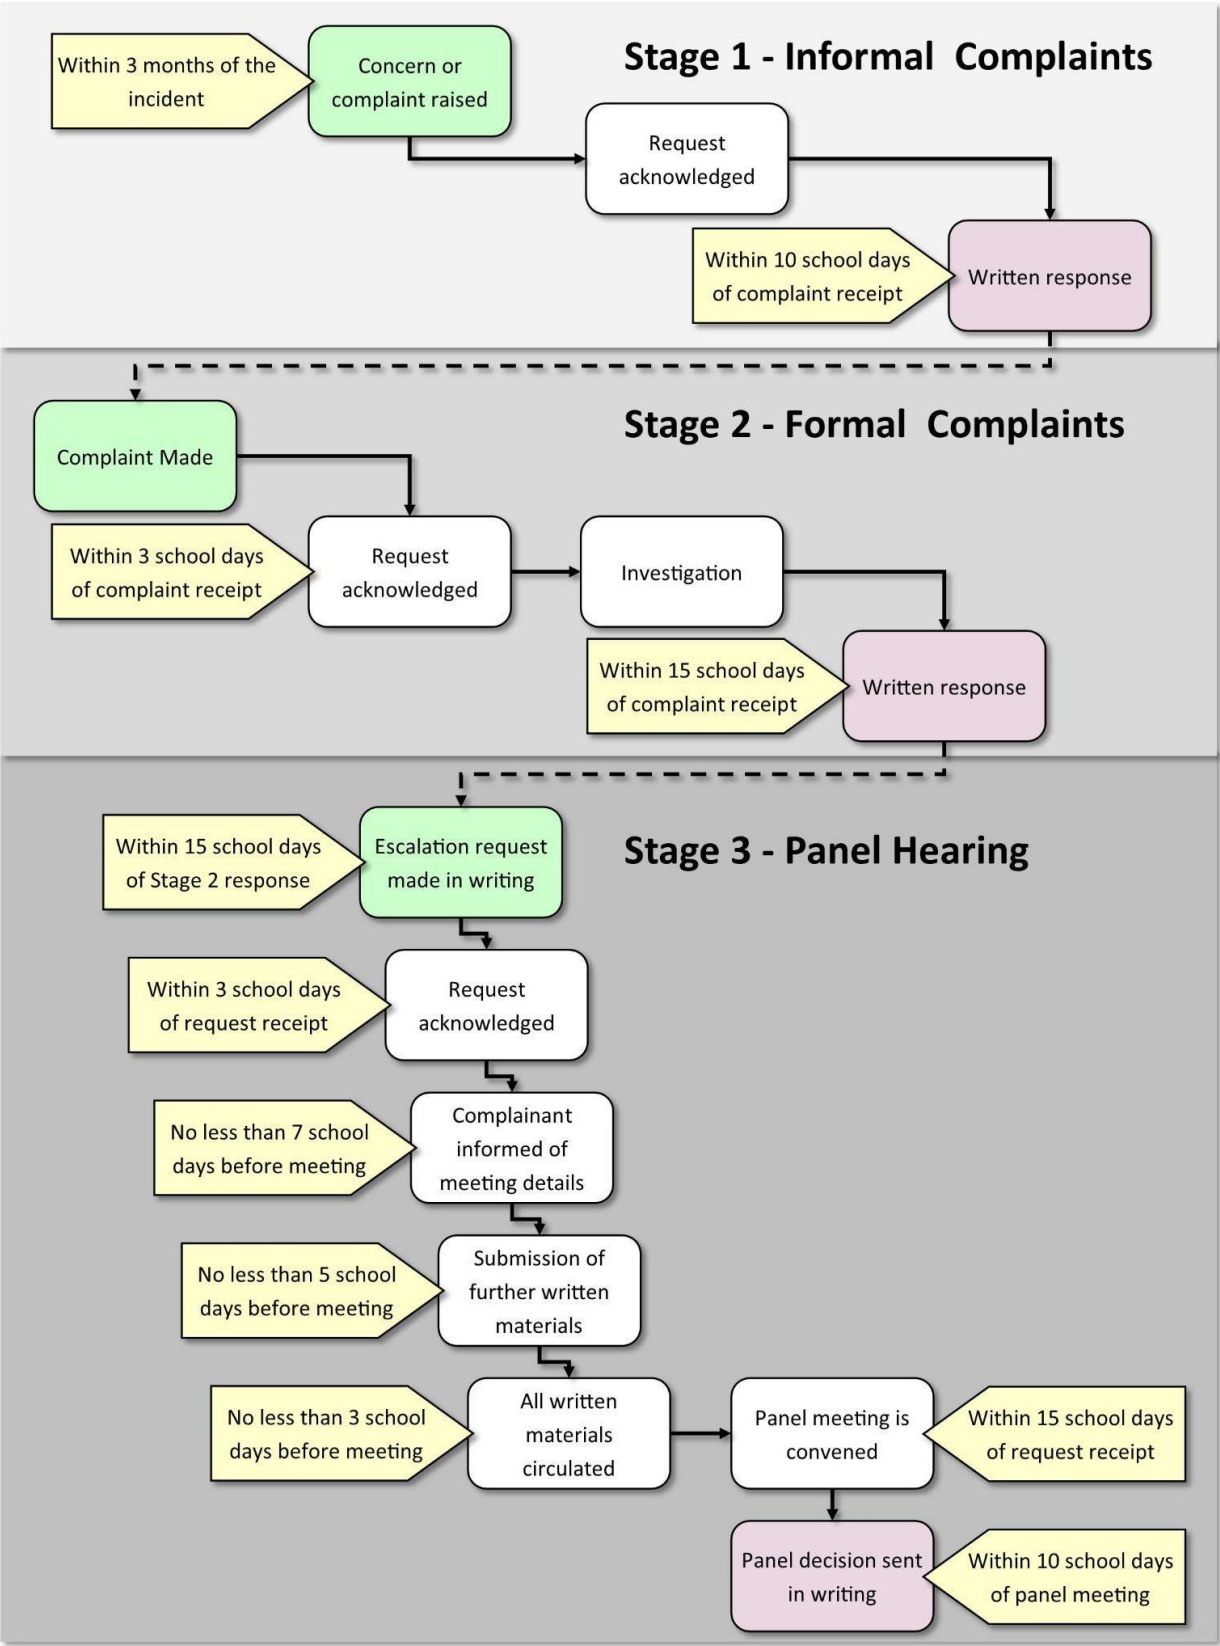 Stage 1 - Informal  Complaints
Within 3 months of the
incident
Concern or
complaint raised
Request
acknowledged
Within 10 school days
of complaint receipt
Written response
Stage 2 - Formal  Complaints
Complaint Made
Within 3 school days
of complaint receipt
Request
acknowledged
Investigation
Within 15 school days
of complaint receipt
Written response
Stage 3 - Panel Hearing
Within 15 school days
of Stage 2 response
Escalation request
made in writing
Within 3 school days
of request receipt
Request
acknowledged
No less than 7 school
days before meeting
Complainant
informed of
meeting details
No less than 5 school
days before meeting
Submission of
further written
materials
No less than 3 school
days before meeting
All written
materials
circulated
Panel meeting is
convened
Within 15 school days
of request receipt
Panel decision sent
in writing
Within 10 school days
of panel meeting